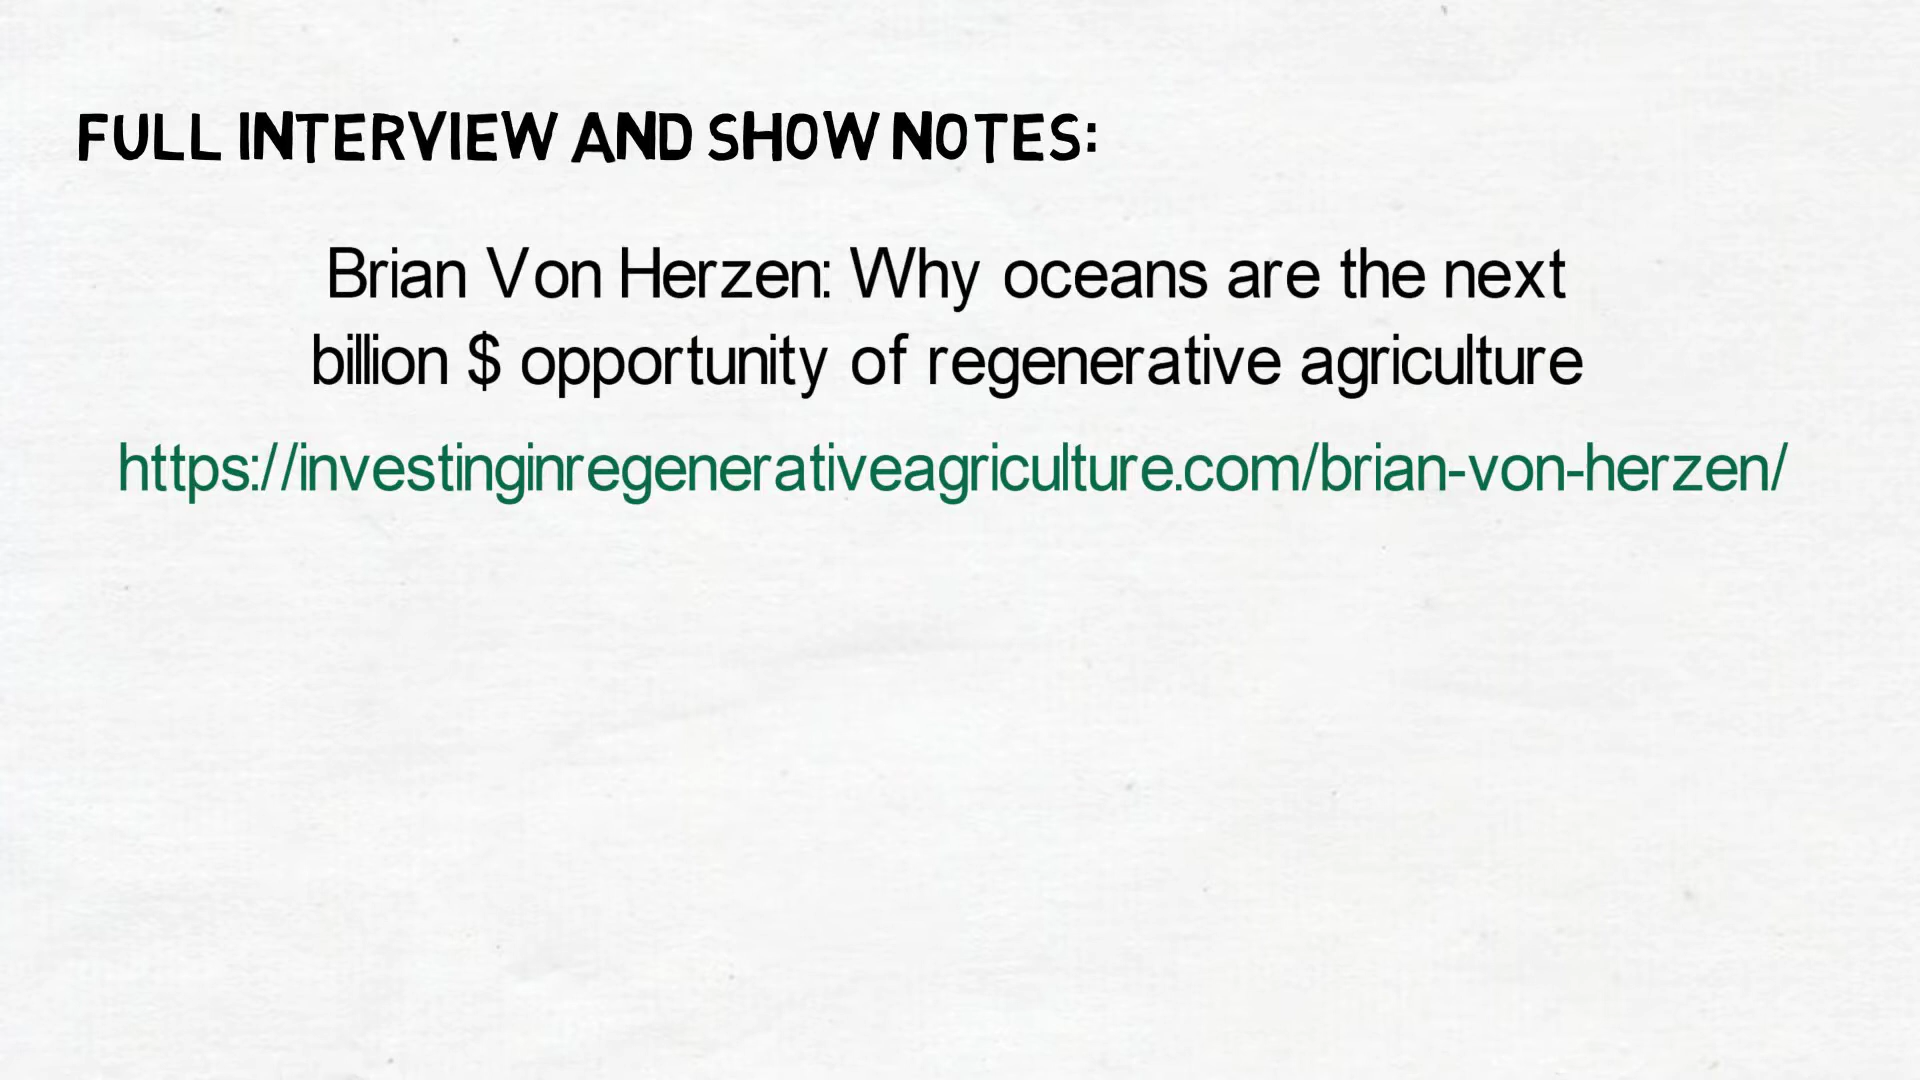 FULL INTERVIEW AND SHOW NOTES:
Brian Von Herzen: Why oceans are the next
billion $ opportunity of regenerative agriculture
https://investinginregenerativeagriculture.com/brian-von-herzen/